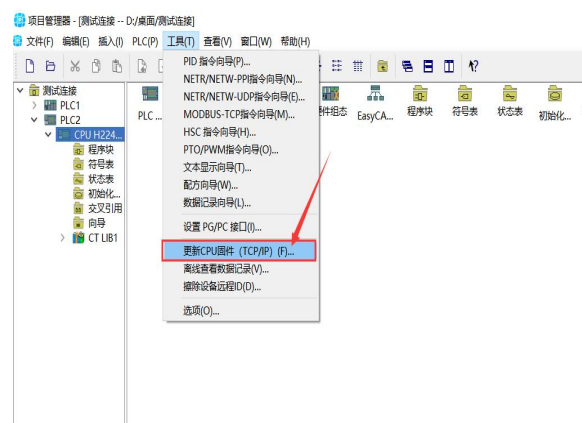 项目管理器 - [测试连接 -- D:/桌面/测试连接]
文件(F) 编辑(E) 插入(I) PLC(P) 工具(T) 查看(V) 窗口(W) 帮助(H)
PID 指令向导(P)...
NETR/NETW-PPI指令向导(N)...
NETR/NETW-UDP指令向导(E)...
MODBUS-TCP指令向导(M)...
HSC 指令向导(H)...
PTO/PWM指令向导(O)...
文本显示向导(T)...
配方向导(W)...
数据记录向导(L)...
设置 PG/PC 接口(I)...
更新CPU固件（TCP/IP）(F)...
离线查看数据记录(V)...
擦除设备远程ID(D)...
选项(O)...
测试连接
PLC1
PLC2
CPU H224...
程序块
符号表
状态表
初始化...
交叉引用
向导
CT LIB1
PLC ...
件组态
EasyCA...
程序块
符号表
状态表
初始化...